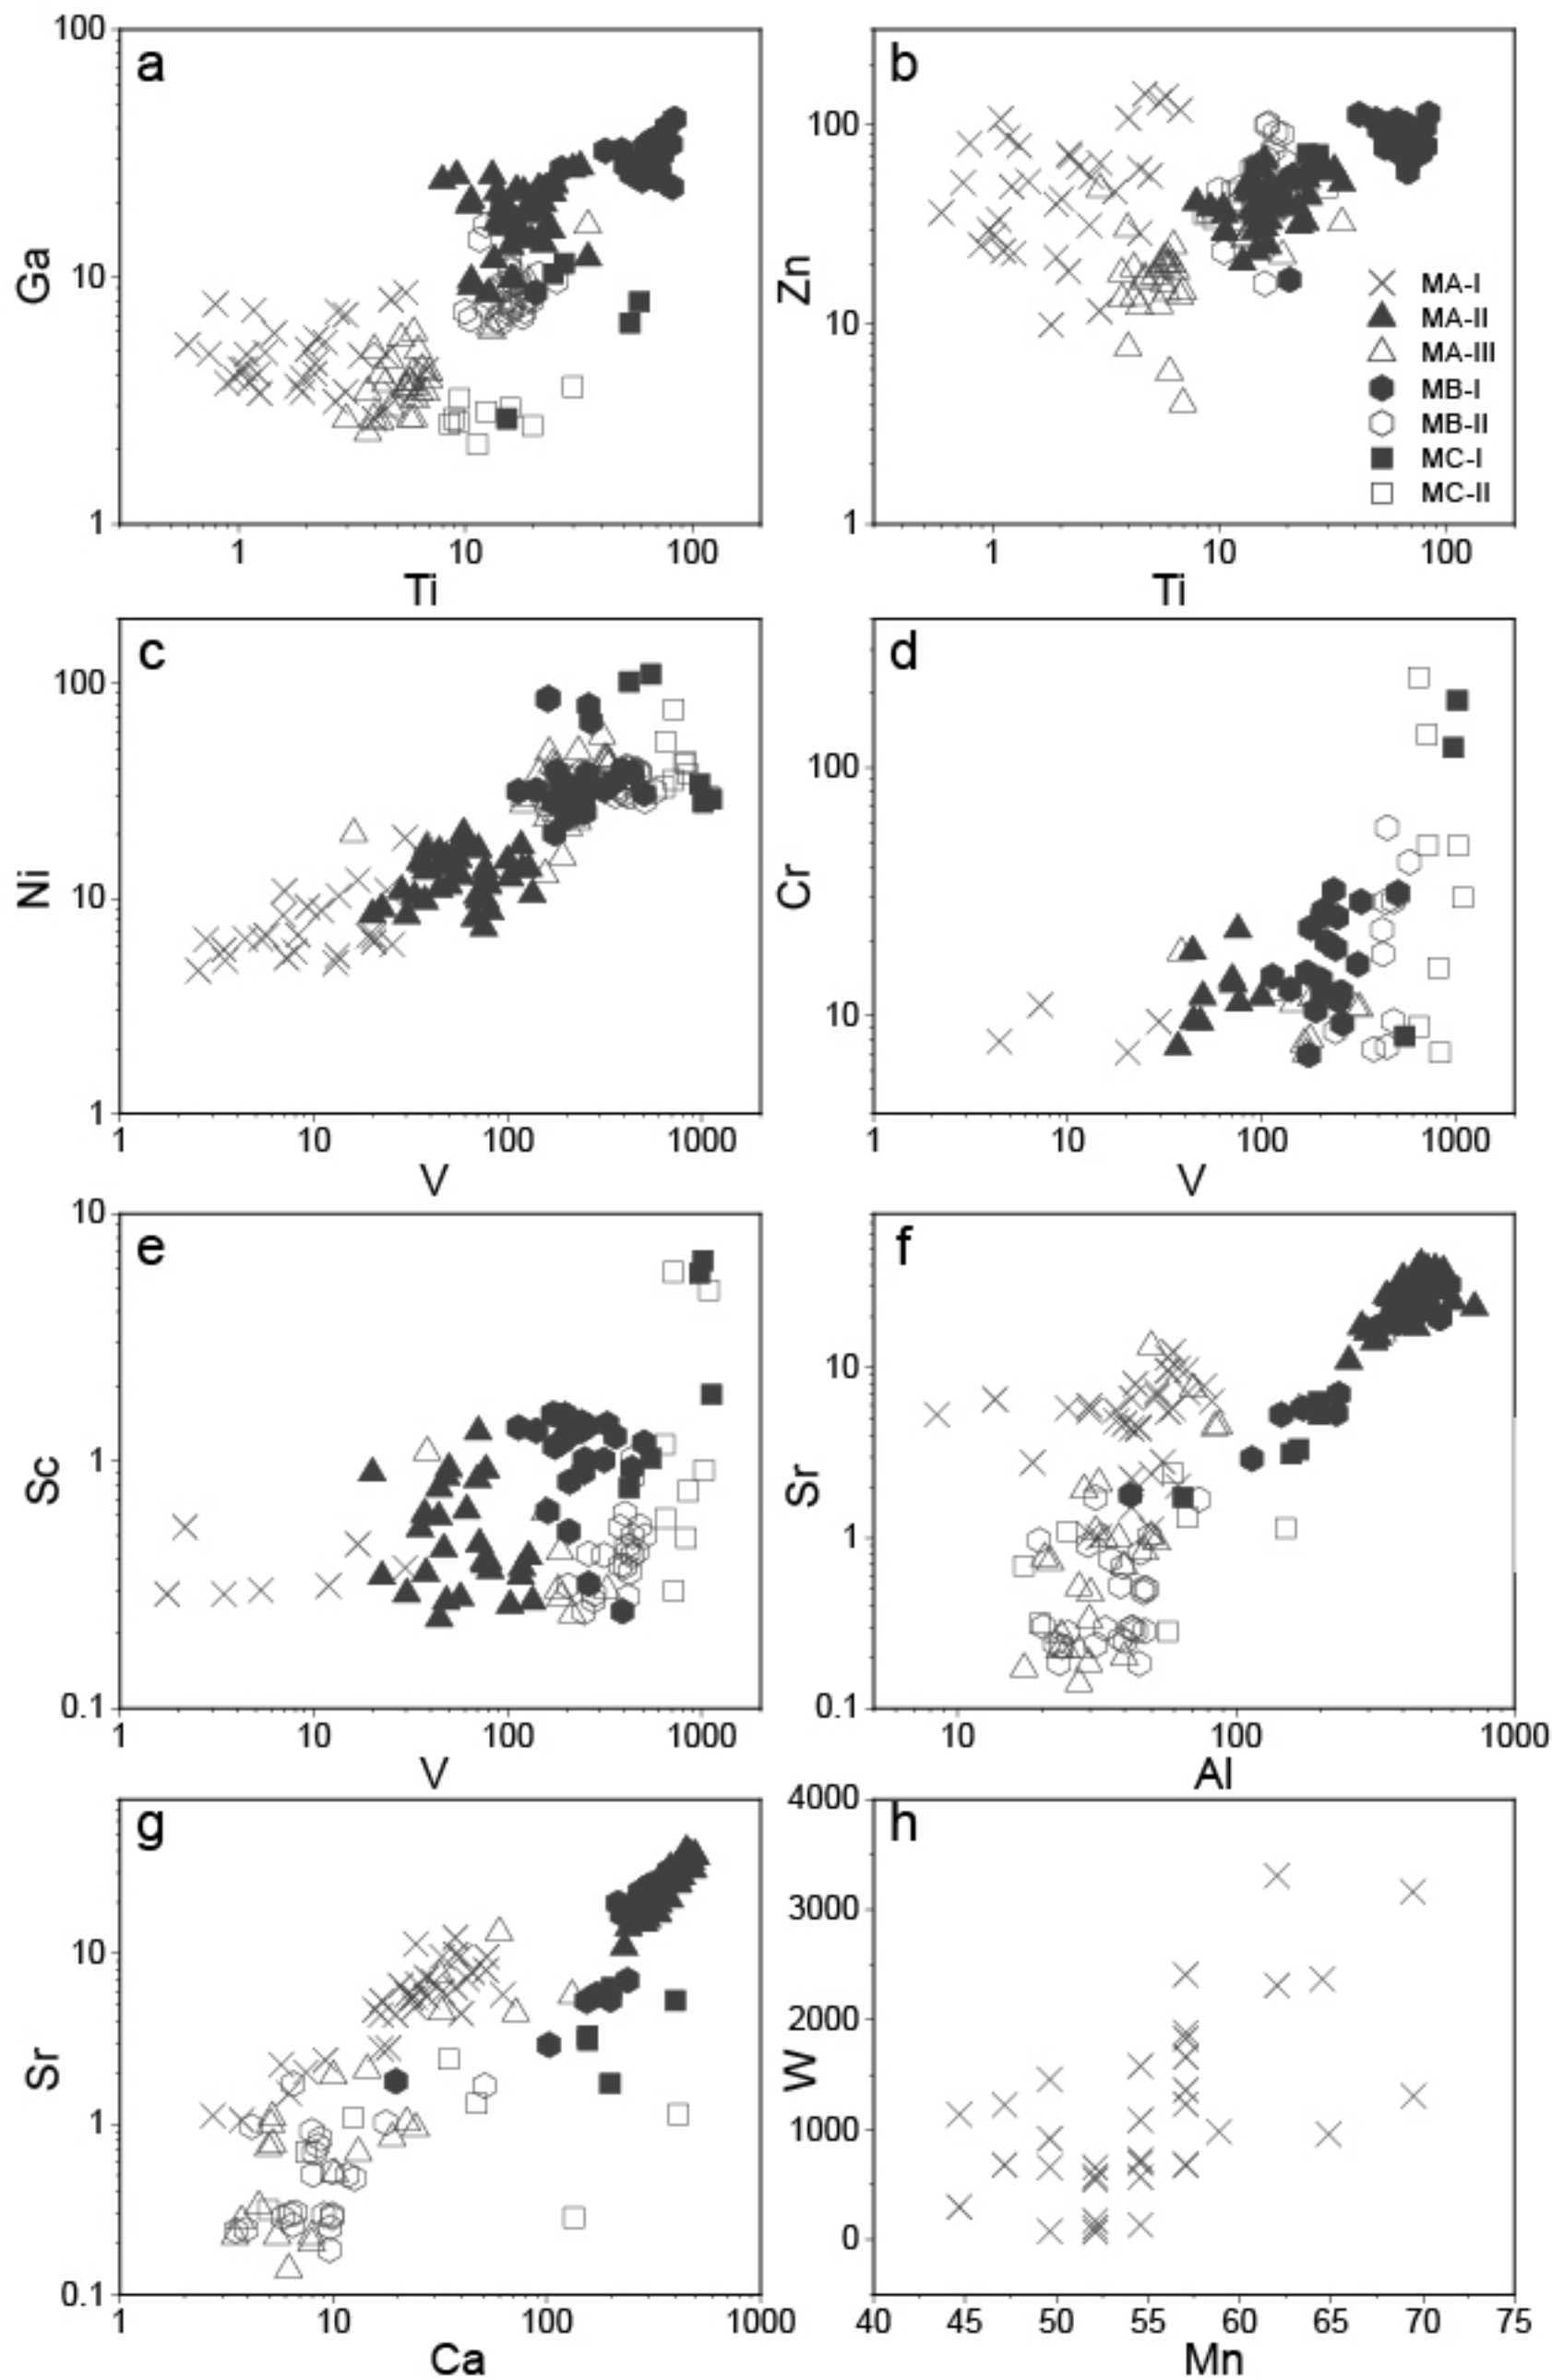 a
100
10
1
Ga
1
10
100
Ti
b
100
10
1
Zn
1
10
100
Ti
MA-I
MA-II
MA-III
MB-I
MB-II
MC-I
MC-II
c
100
10
1
Ni
1
10
100
1000
V
d
100
10
Cr
1
10
100
1000
V
e
10
1
0.1
Sc
1
10
100
1000
V
f
10
1
0.1
Sr
10
100
1000
Al
g
10
1
0.1
Sr
1
10
100
1000
Ca
h
4000
3000
2000
1000
0
W
40
45
50
55
60
65
70
75
Mn